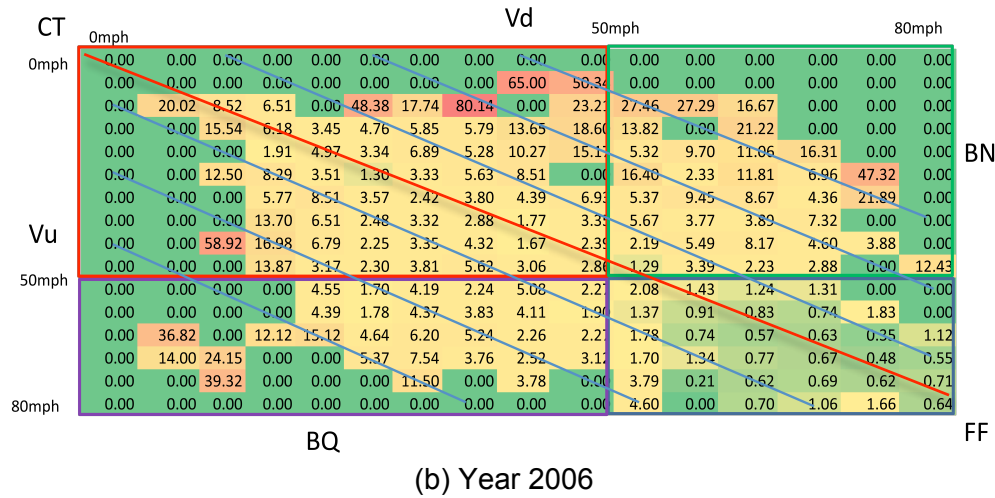 CT Vd
0mph 50mph 80mph
0mph 0.00 0.00 0.00 0.00 0.00 0.00 0.00 0.00 0.00 0.00 0.00 0.00 0.00 0.00 0.00 0.00
0.00 0.00 0.00 0.00 0.00 0.00 0.00 0.00 65.00 50.34 0.00 0.00 0.00 0.00 0.00 0.00
0.00 20.02 8.52 6.51 0.00 48.38 17.74 80.14 0.00 23.21 27.46 27.29 16.67 0.00 0.00 0.00
0.00 0.00 15.54 6.18 3.45 4.76 5.85 5.79 13.65 18.60 13.82 0.00 21.22 0.00 0.00 0.00
0.00 0.00 0.00 1.91 4.97 3.34 6.89 5.28 10.27 15.17 5.32 9.70 11.06 16.31 0.00 0.00
BN
0.00 0.00 12.50 8.29 3.51 1.30 3.33 5.63 8.51 0.00 16.40 2.33 11.81 6.96 47.32 0.00
0.00 0.00 0.00 5.77 8.51 3.57 2.42 3.80 4.39 6.93 5.37 9.45 8.67 4.36 21.89 0.00
0.00 0.00 0.00 13.70 6.51 2.48 3.32 2.88 1.77 3.35 5.67 3.77 3.89 7.32 0.00 0.00
Vu
0.00 0.00 58.92 16.98 6.79 2.25 3.35 4.32 1.67 2.39 2.19 5.49 8.17 4.60 3.88 0.00
0.00 0.00 0.00 13.87 3.17 2.30 3.81 5.62 3.06 2.86 1.29 3.39 2.23 2.88 0.00 12.43
50mph 0.00 0.00 0.00 0.00 4.55 1.70 4.19 2.24 5.08 2.27 2.08 1.43 1.24 1.31 0.00 0.00
0.00 0.00 0.00 0.00 4.39 1.78 4.37 3.83 4.11 1.90 1.37 0.91 0.83 0.74 1.83 0.00
0.00 36.82 0.00 12.12 15.12 4.64 6.20 5.24 2.26 2.27 1.78 0.74 0.57 0.63 0.35 1.12
0.00 14.00 24.15 0.00 0.00 5.37 7.54 3.76 2.52 3.12 1.70 1.34 0.77 0.67 0.48 0.55
0.00 0.00 39.32 0.00 0.00 0.00 11.50 0.00 3.78 0.00 3.79 0.21 0.62 0.69 0.62 0.71
80mph 0.00 0.00 0.00 0.00 0.00 0.00 0.00 0.00 0.00 0.00 4.60 0.00 0.70 1.06 1.66 0.64
BQ FF
(b) Year 2006